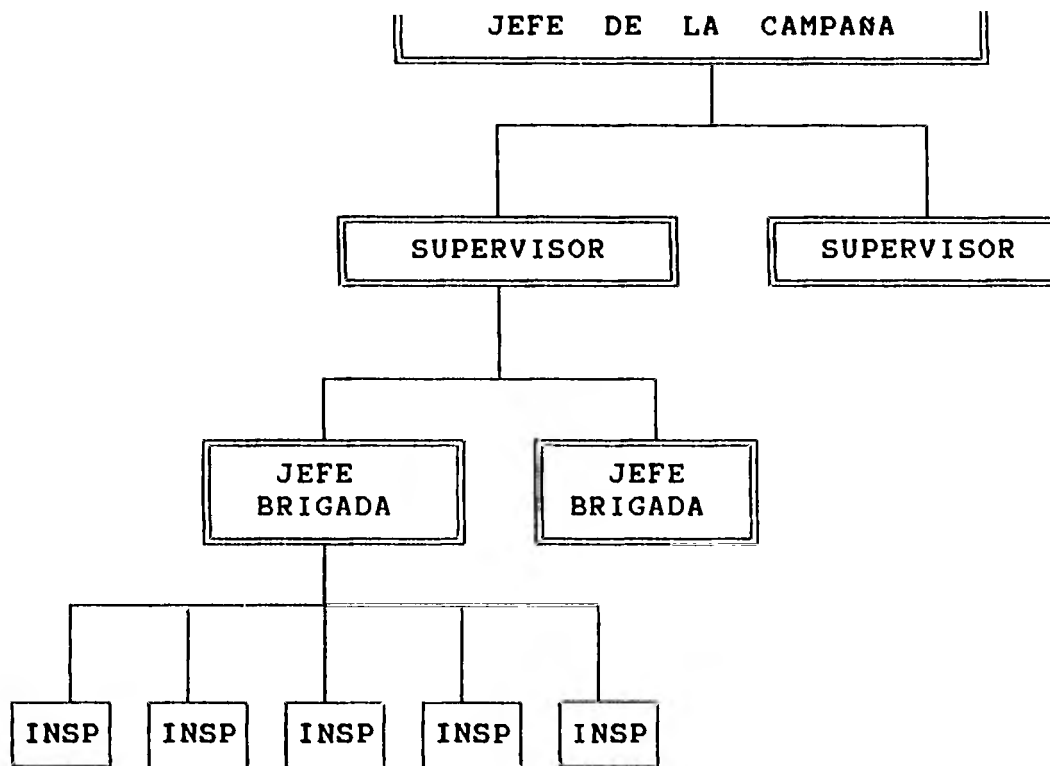 JEFE DE LA CAMPAÑA
SUPERVISOR
SUPERVISOR
JEFE
BRIGADA
JEFE
BRIGADA
INSP
INSP
INSP
INSP
INSP